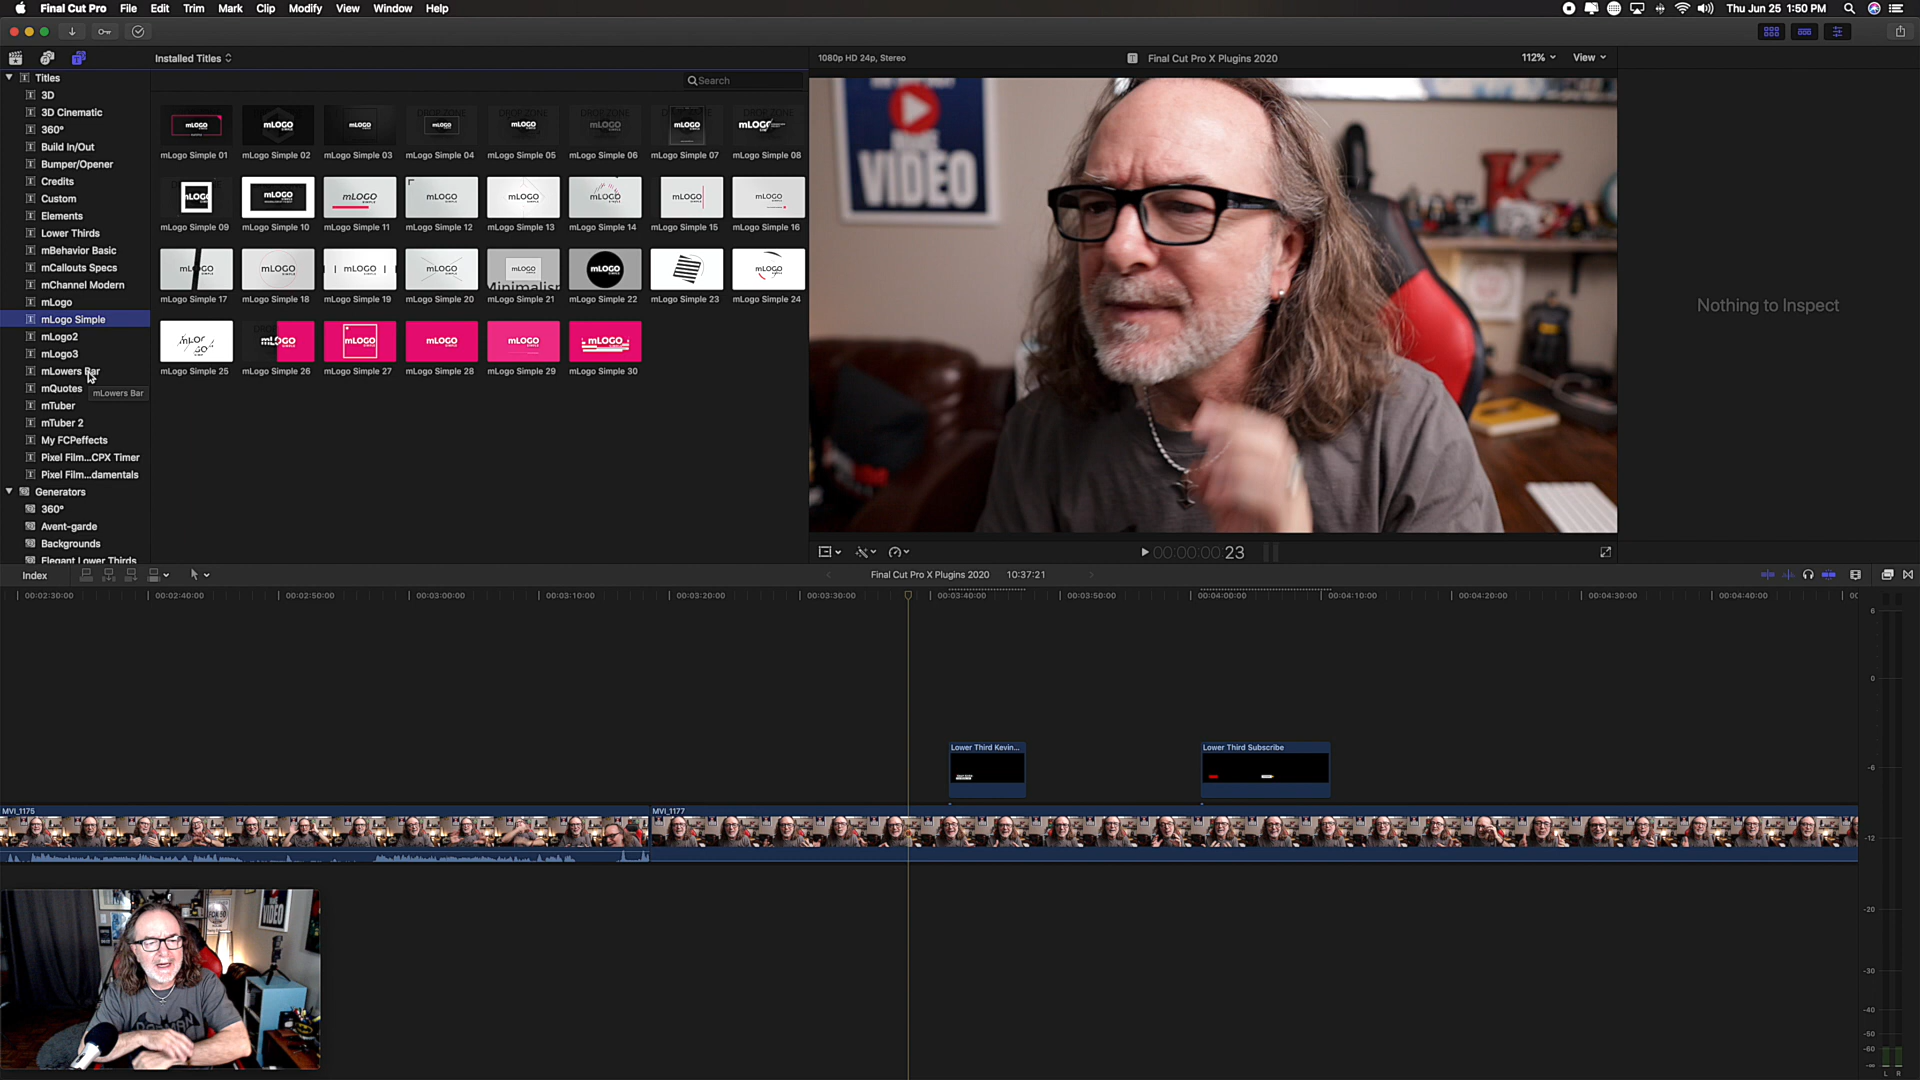 Final Cut Pro File Edit Trim Mark Clip Modify View Window Help
Thu Jun 25 1:50 PM
Installed Titles
Search
Titles
3D
3D Cinematic
360°
Build In/Out
Bumper/Opener
Credits
Custom
Elements
Lower Thirds
mBehavior Basic
mCallouts Specs
mChannel Modern
mLogo
mLogo Simple
mLogo2
mLogo3
mLowers Bar
mLowers Bar
mQuotes
mTuber
mTuber 2
My FCPeffects
Pixel Film...CPX Timer
Pixel Film...damentals
Generators
360°
Avent-garde
Backgrounds
Elegant Lower Thirds
mLogo Simple 01 mLogo Simple 02 mLogo Simple 03 mLogo Simple 04 mLogo Simple 05 mLogo Simple 06 mLogo Simple 07 mLogo Simple 08
mLogo Simple 09 mLogo Simple 10 mLogo Simple 11 mLogo Simple 12 mLogo Simple 13 mLogo Simple 14 mLogo Simple 15 mLogo Simple 16
mLogo Simple 17 mLogo Simple 18 mLogo Simple 19 mLogo Simple 20 mLogo Simple 21 mLogo Simple 22 mLogo Simple 23 mLogo Simple 24
mLogo Simple 25 mLogo Simple 26 mLogo Simple 27 mLogo Simple 28 mLogo Simple 29 mLogo Simple 30
1080p HD 24p, Stereo
Final Cut Pro X Plugins 2020
112%
View
VIDEO
Nothing to Inspect
00:00:00:23
Index
Final Cut Pro X Plugins 2020 10:37:21
00:02:30:00 00:02:40:00 00:02:50:00 00:03:00:00 00:03:10:00 00:03:20:00 00:03:30:00 00:03:40:00 00:03:50:00 00:04:00:00 00:04:10:00 00:04:20:00 00:04:30:00 00:04:40:00
Lower Third Kevin...
Lower Third Subscribe
MVI_1175
MVI_1177
6
0
-6
-12
-20
-30
-40
-50
-60
-∞
L R
VIDEO